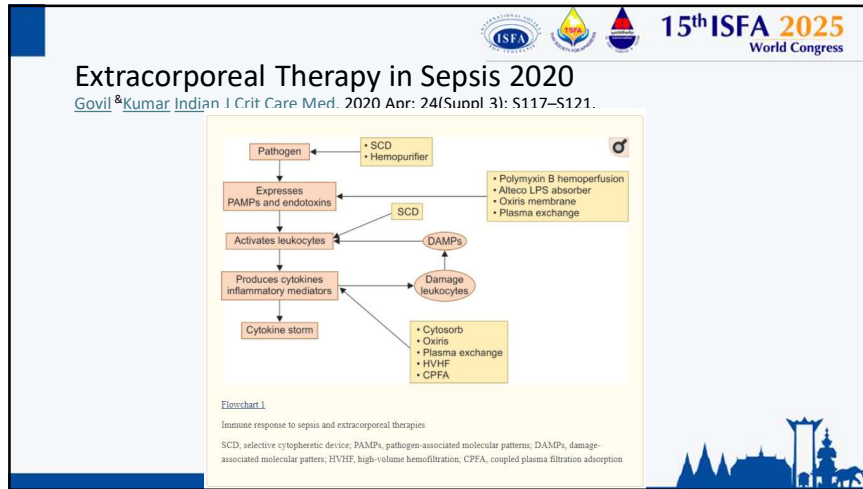 ISFA
TSFA
15th ISFA 2025
World Congress
Extracorporeal Therapy in Sepsis 2020
Govil &Kumar Indian J Crit Care Med. 2020 Apr; 24(Suppl 3): S117–S121.
Pathogen
• SCD
• Hemopurifier
Expresses
PAMPs and endotoxins
• Polymyxin B hemoperfusion
• Alteco LPS absorber
• Oxiris membrane
• Plasma exchange
SCD
Activates leukocytes
DAMPs
Produces cytokines
inflammatory mediators
Damage
leukocytes
Cytokine storm
• Cytosorb
• Oxiris
• Plasma exchange
• HVHF
• CPFA
Flowchart 1
Immune response to sepsis and extracorporeal therapies
SCD, selective cytopheretic device; PAMPs, pathogen-associated molecular patterns; DAMPs, damage-
associated molecular patters; HVHF, high-volume hemofiltration; CPFA, coupled plasma filtration adsorption